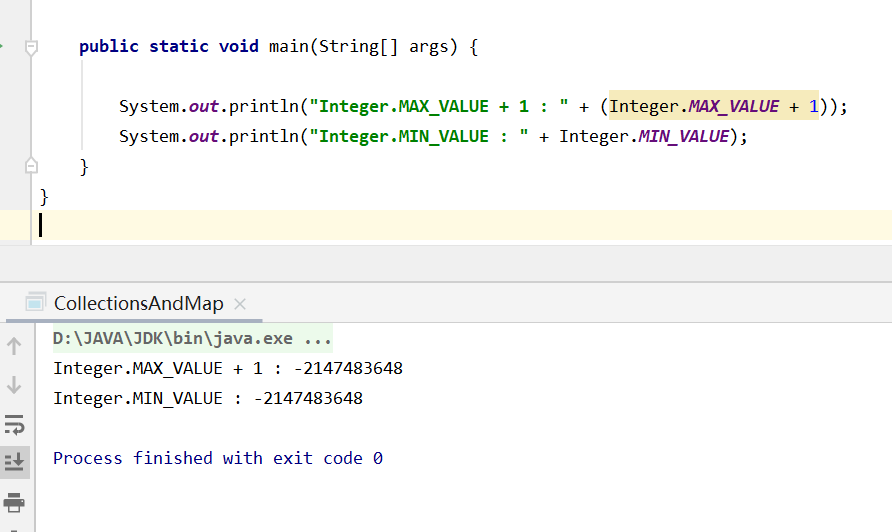 public static void main(String[] args) {
System.out.println("Integer.MAX_VALUE + 1 : " + (Integer.MAX_VALUE + 1));
System.out.println("Integer.MIN_VALUE : " + Integer.MIN_VALUE);
}
}
CollectionsAndMap ×
D:\JAVA\JDK\bin\java.exe ...
Integer.MAX_VALUE + 1 : -2147483648
Integer.MIN_VALUE : -2147483648
Process finished with exit code 0